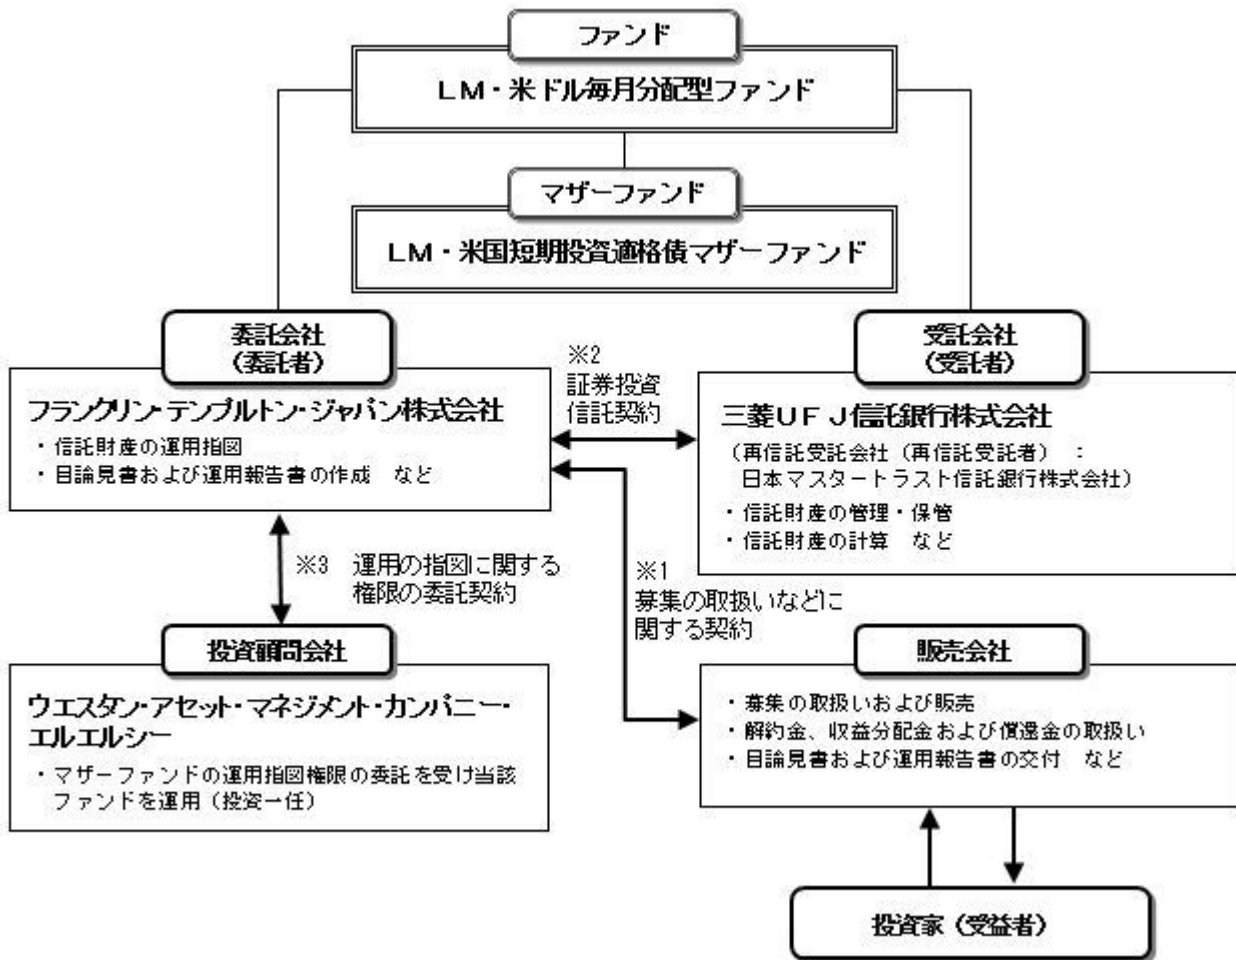 ファンド
LM・米ドル毎月分配型ファンド
マザーファンド
LM・米国短期投資適格債マザーファンド
委託会社
（委託者）
フランクリン・テンプルトン・ジャパン株式会社
・信託財産の運用指図
・目論見書および運用報告書の作成　など
※2
証券投資
信託契約
受託会社
（受託者）
三菱ＵＦＪ信託銀行株式会社
（再信託受託会社（再信託受託者）：
日本マスタートラスト信託銀行株式会社）
・信託財産の管理・保管
・信託財産の計算　など
※3　運用の指図に関する
権限の委託契約
※1
募集の取扱いなどに
関する契約
投資顧問会社
ウエスタン・アセット・マネジメント・カンパニー・
エルエルシー
・マザーファンドの運用指図権限の委託を受け当該
ファンドを運用（投資一任）
販売会社
・募集の取扱いおよび販売
・解約金、収益分配金および償還金の取扱い
・目論見書および運用報告書の交付　など
投資家（受益者）